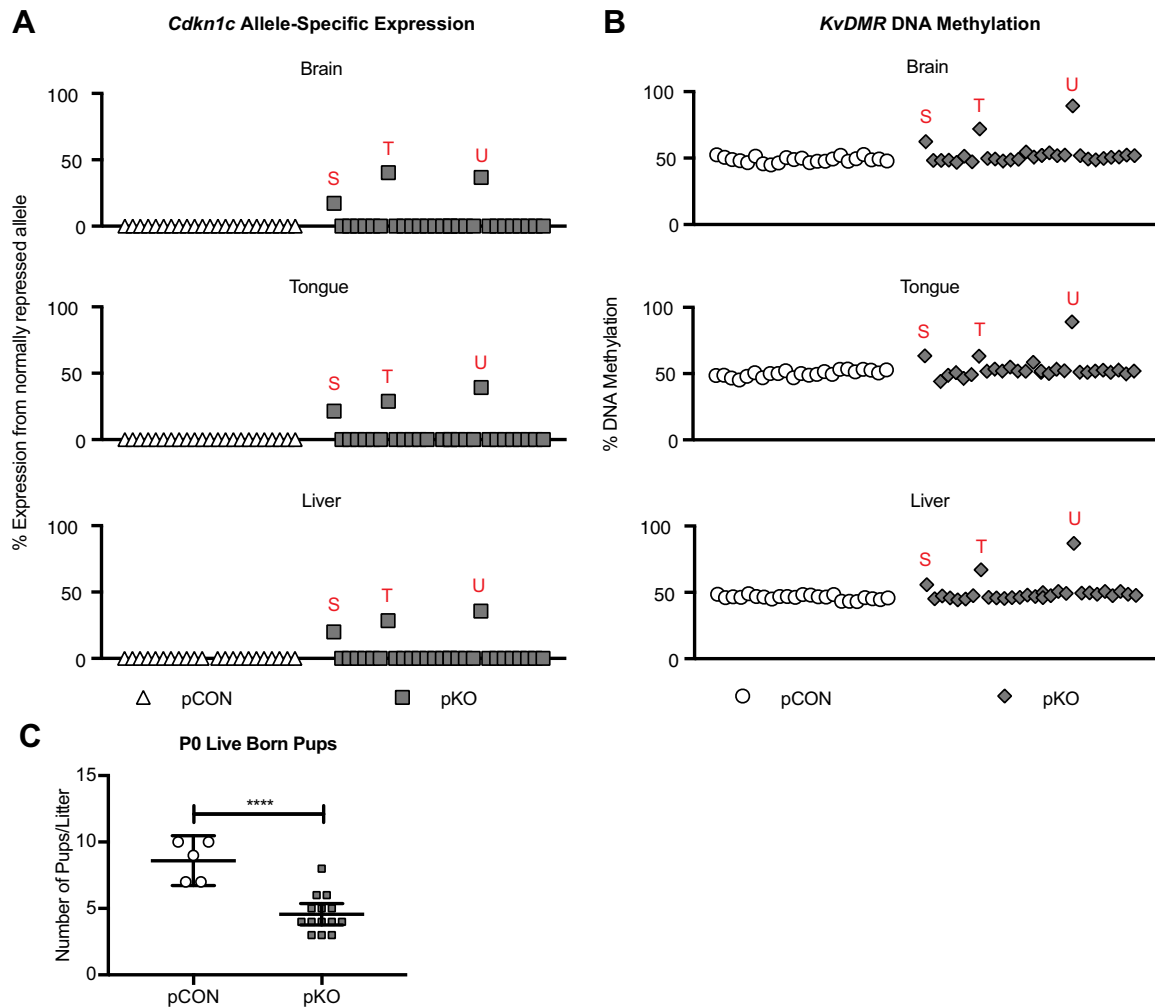 A
Cdkn1c Allele-Specific Expression
% Expression from normally repressed allele
Brain
100
50
0
S
T
U
Tongue
100
50
0
S
T
U
Liver
100
50
0
S
T
U
pCON
pKO
B
KvDMR DNA Methylation
% DNA Methylation
Brain
100
50
0
S
T
U
Tongue
100
50
0
S
T
U
Liver
100
50
0
S
T
U
pCON
pKO
C
P0 Live Born Pups
Number of Pups/Litter
15
10
5
0
****
pCON
pKO